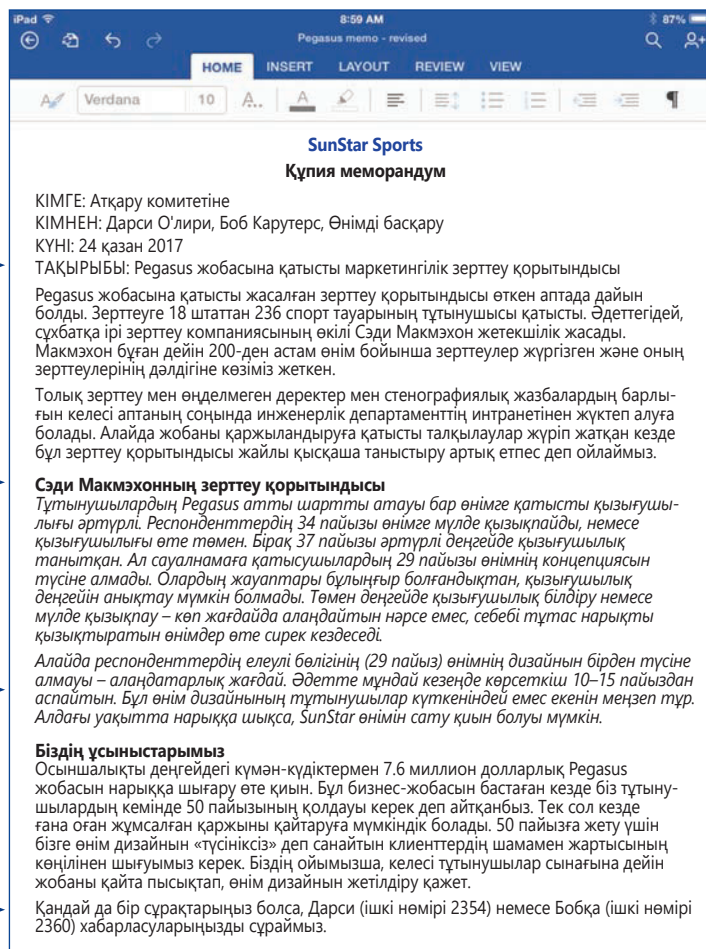 iPad
8:59 AM
87%
Pegasus memo - revised
HOME INSERT LAYOUT REVIEW VIEW
Verdana 10 A.. A
SunStar Sports
Құпия меморандум
КІМГЕ: Атқару комитетіне
КІМНЕН: Дарси О'лири, Боб Карутерс, Өнімді басқару
КҮНІ: 24 қазан 2017
ТАҚЫРЫБЫ: Pegasus жобасына қатысты маркетингілік зерттеу қорытындысы
Pegasus жобасына қатысты жасалған зерттеу қорытындысы өткен аптада дайын
болды. Зерттеуге 18 штаттан 236 спорт тауарының тұтынушысы қатысты. Әдеттегідей,
сұхбатқа ірі зерттеу компаниясының өкілі Сэди Макмэхон жетекшілік жасады.
Макмэхон бұған дейін 200-ден астам өнім бойынша зерттеулер жүргізген және оның
зерттеулерінің дәлдігіне көзіміз жеткен.
Толық зерттеу мен өңделмеген деректер мен стенографиялық жазбалардың барлы-
ғын келесі аптаның соңында инженерлік департаменттің интранетінен жүктеп алуға
болады. Алайда жобаны қаржыландыруға қатысты талқылаулар жүріп жатқан кезде
бұл зерттеу қорытындысы жайлы қысқаша таныстыру артық етпес деп ойлаймыз.
Сэди Макмэхонның зерттеу қорытындысы
Тұтынушылардың Pegasus атты шартты атауы бар өнімге қатысты қызығушы-
лығы әртүрлі. Респонденттердің 34 пайызы өнімге мүлде қызықпайды, немесе
қызығушылығы өте төмен. Бірақ 37 пайызы әртүрлі деңгейде қызығушылық
танытқан. Ал сауалнамаға қатысушылардың 29 пайызы өнімнің концепциясын
түсіне алмады. Олардың жауаптары бұлыңғыр болғандықтан, қызығушылық
деңгейін анықтау мүмкін болмады. Төмен деңгейде қызығушылық білдіру немесе
мүлде қызықпау – көп жағдайда алаңдайтын нәрсе емес, себебі тұтас нарықты
қызықтыратын өнімдер өте сирек кездеседі.
Алайда респонденттердің елеулі бөлігінің (29 пайыз) өнімнің дизайнын бірден түсіне
алмауы – алаңдатарлық жағдай. Әдетте мұндай кезеңде көрсеткіш 10–15 пайыздан
аспайтын. Бұл өнім дизайнының тұтынушылар күткеніндей емес екенін меңзеп тұр.
Алдағы уақытта нарыққа шықса, SunStar өнімін сату қиын болуы мүмкін.
Біздің ұсыныстарымыз
Осыншалықты деңгейдегі күмән-күдіктермен 7.6 миллион долларлық Pegasus
жобасын нарыққа шығару өте қиын. Бұл бизнес-жобасын бастаған кезде біз тұтыну-
шылардың кемінде 50 пайызының қолдауы керек деп айтқанбыз. Тек сол кезде
ғана оған жұмсалған қаржыны қайтаруға мүмкіндік болады. 50 пайызға жету үшін
бізге өнім дизайнын «түсініксіз» деп санайтын клиенттердің шамамен жартысының
көңілінен шығуымыз керек. Біздің ойымызша, келесі тұтынушылар сынағына дейін
жобаны қайта пысықтап, өнім дизайнын жетілдіру қажет.
Қандай да бір сұрақтарыңыз болса, Дарси (ішкі нөмірі 2354) немесе Бобқа (ішкі нөмірі
2360) хабарласуларыңызды сұраймыз.